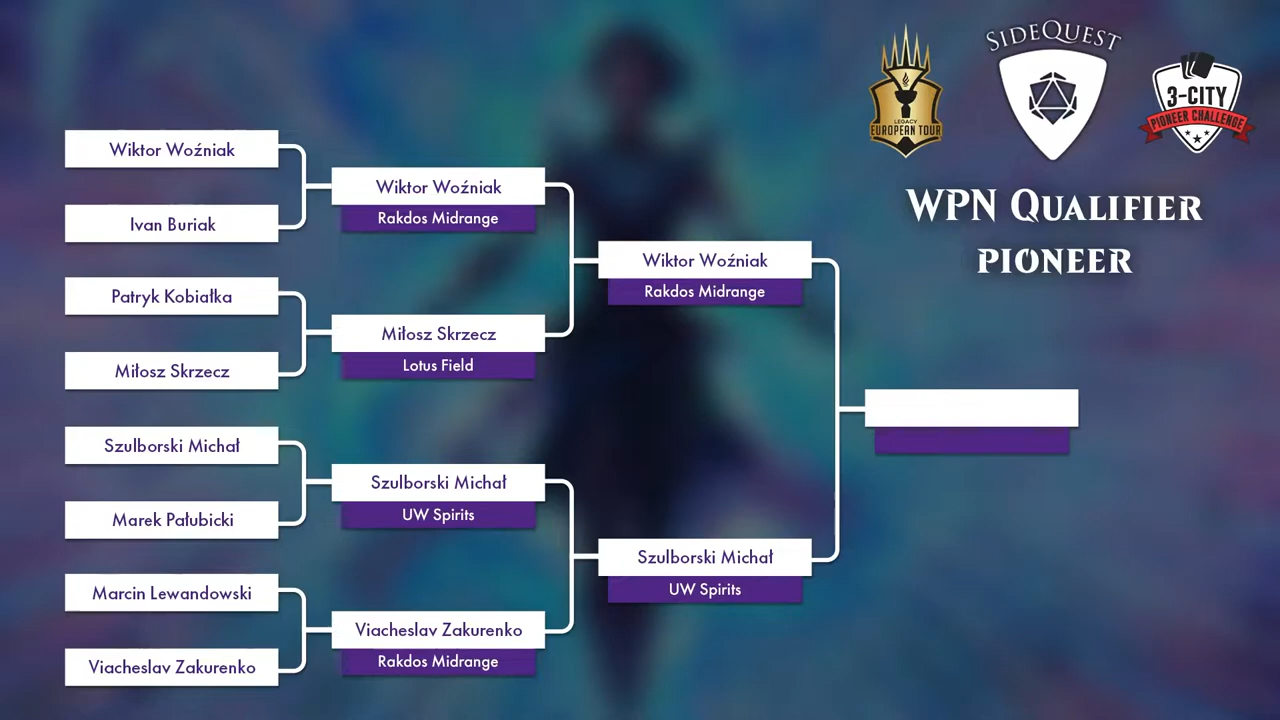 SIDEQUEST
LEGACY
EUROPEAN TOUR
3-CITY
PIONEER CHALLENGE
WPN QUALIFIER
PIONEER
Wiktor Woźniak
Ivan Buriak
Patryk Kobiałka
Miłosz Skrzecz
Szulborski Michał
Marek Pałubicki
Marcin Lewandowski
Viacheslav Zakurenko
Wiktor Woźniak
Rakdos Midrange
Miłosz Skrzecz
Lotus Field
Szulborski Michał
UW Spirits
Viacheslav Zakurenko
Rakdos Midrange
Wiktor Woźniak
Rakdos Midrange
Szulborski Michał
UW Spirits